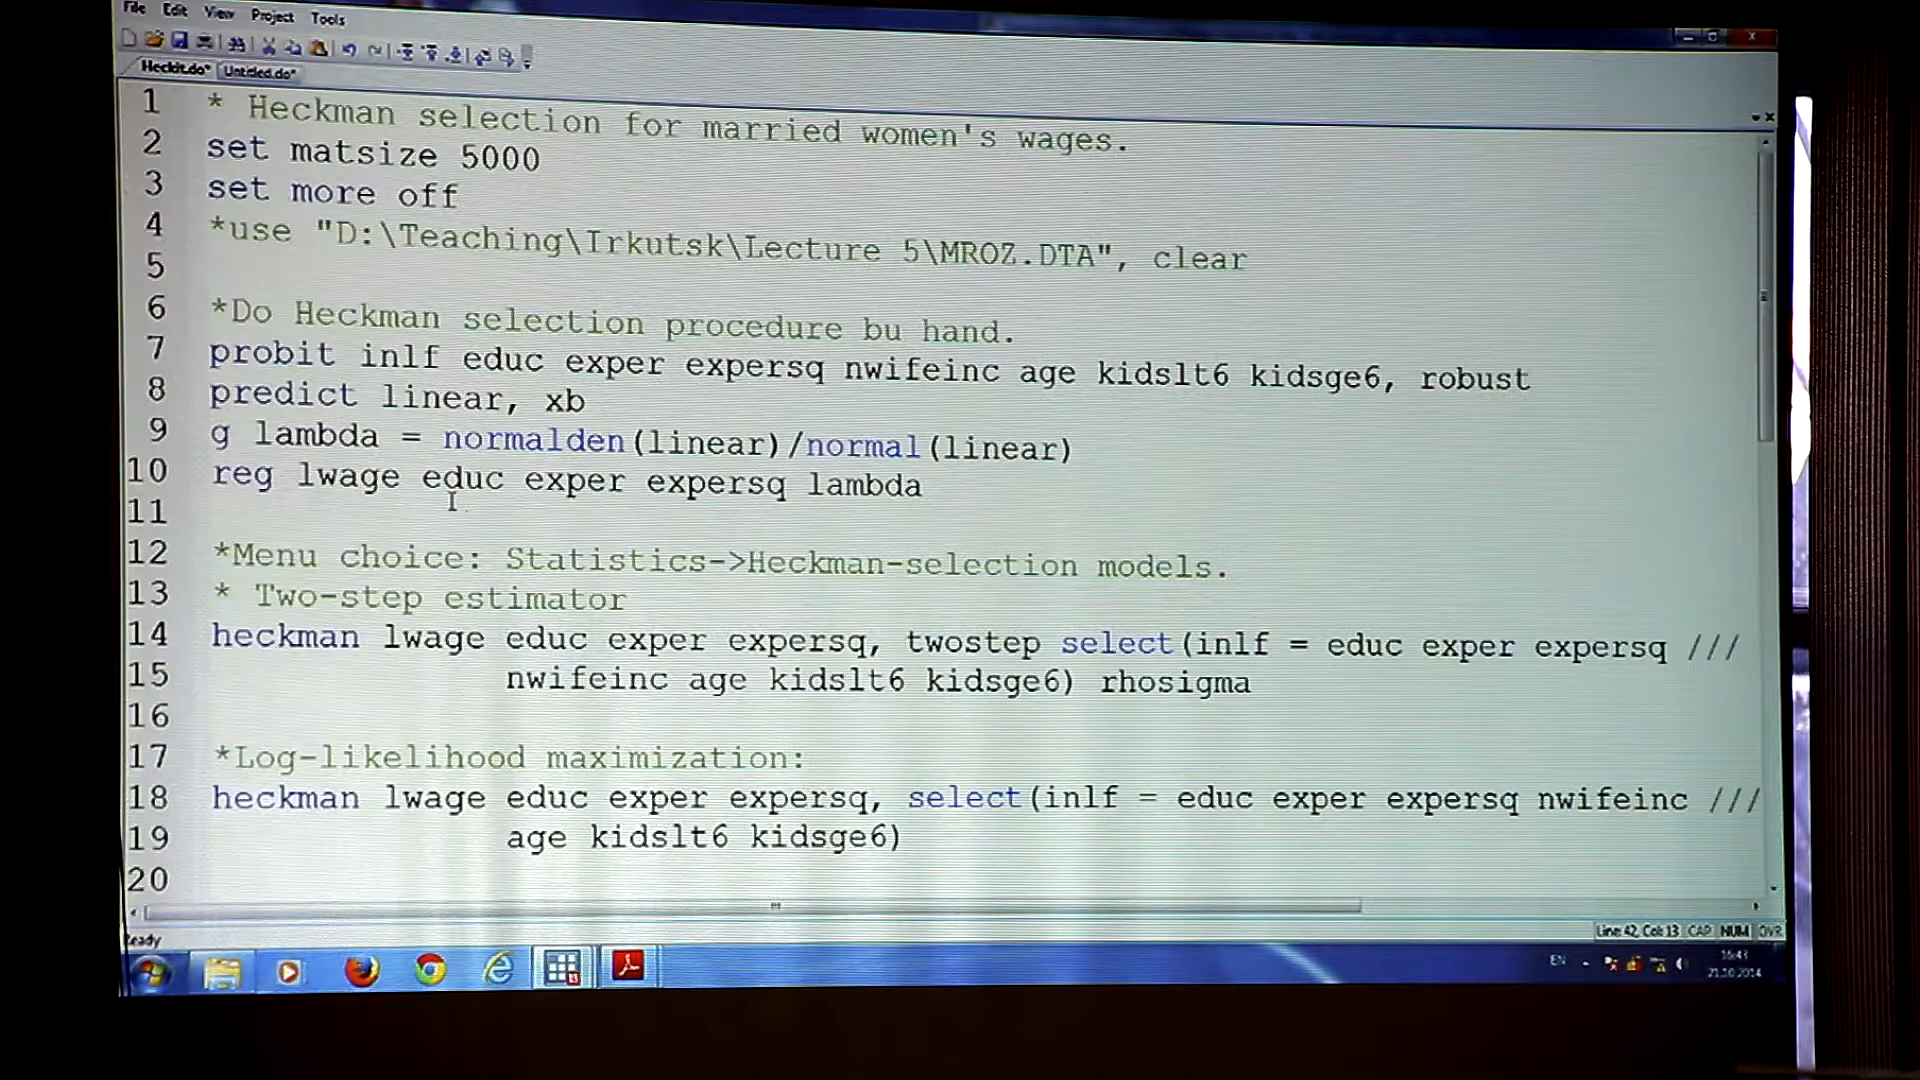 File Edit View Project Tools
Heckit.do* Untitled.do*
1 * Heckman selection for married women's wages.
2 set matsize 5000
3 set more off
4 *use "D:\Teaching\Irkutsk\Lecture 5\MROZ.DTA", clear
5
6 *Do Heckman selection procedure bu hand.
7 probit inlf educ exper expersq nwifeinc age kidslt6 kidsge6, robust
8 predict linear, xb
9 g lambda = normalden(linear)/normal(linear)
10 reg lwage educ exper expersq lambda
11
12 *Menu choice: Statistics->Heckman-selection models.
13 * Two-step estimator
14 heckman lwage educ exper expersq, twostep select(inlf = educ exper expersq ///
15 nwifeinc age kidslt6 kidsge6) rhosigma
16
17 *Log-likelihood maximization:
18 heckman lwage educ exper expersq, select(inlf = educ exper expersq nwifeinc ///
19 age kidslt6 kidsge6)
20
Ready
Line: 42, Col: 13 CAP NUM OVR
EN
16:43
21.10.2014